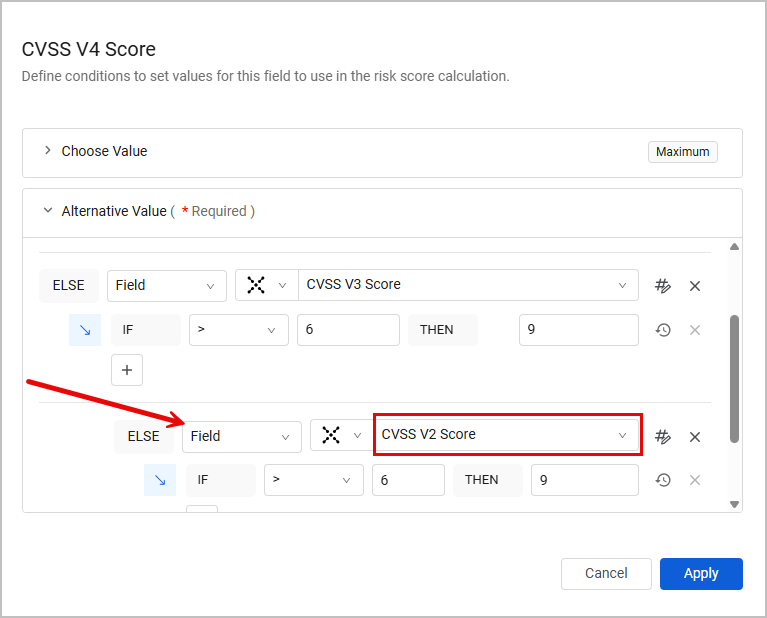 CVSS V4 Score
Define conditions to set values for this field to use in the risk score calculation.
Choose Value Maximum
Alternative Value ( * Required )
ELSE Field CVSS V3 Score
IF > 6 THEN 9
+
ELSE Field CVSS V2 Score
IF > 6 THEN 9
Cancel Apply